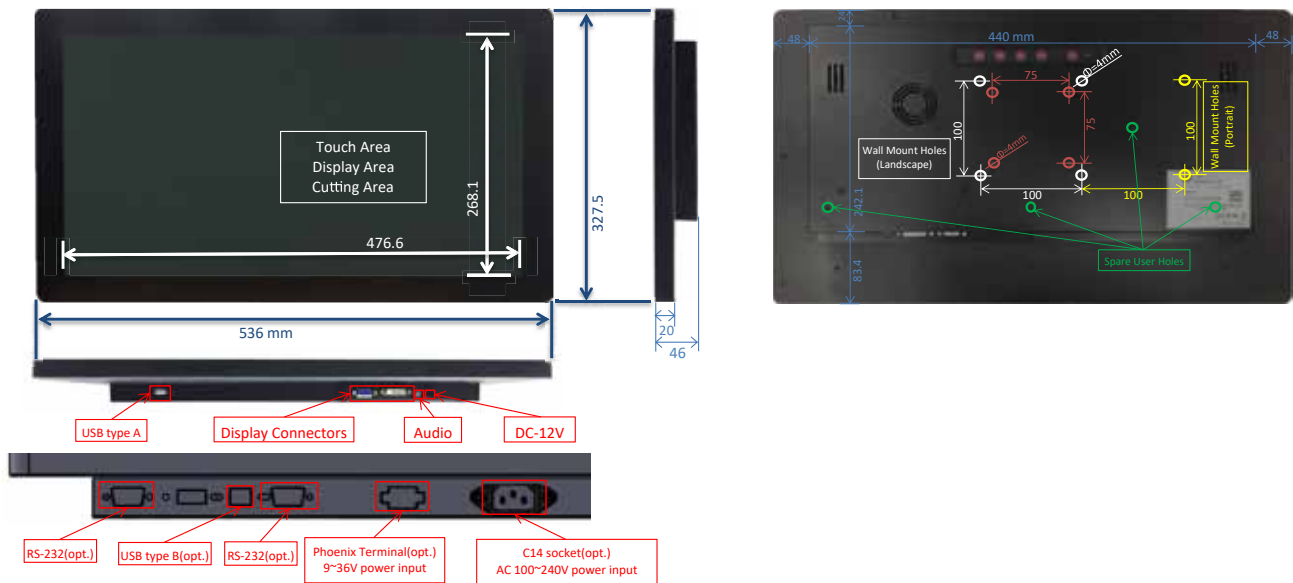 Touch Area
Display Area
Cutting Area
268.1
476.6
327.5
536 mm
20
46
USB type A
Display Connectors
Audio
DC-12V
RS-232(opt.)
USB type B(opt.)
RS-232(opt.)
Phoenix Terminal(opt.)
9~36V power input
C14 socket(opt.)
AC 100~240V power input
24
48
440 mm
48
75
Φ=4mm
100
75
100
Wall Mount Holes
(Portrait)
Wall Mount Holes
(Landscape)
Φ=4mm
100
100
242.1
83.4
Spare User Holes